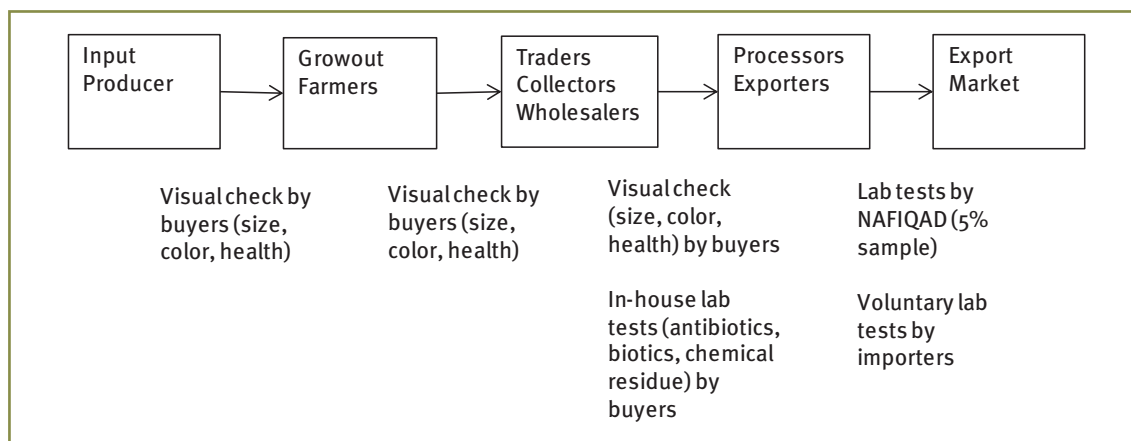 Input
Producer
Growout
Farmers
Traders
Collectors
Wholesalers
Processors
Exporters
Export
Market
Visual check by
buyers (size,
color, health)
Visual check by
buyers (size,
color, health)
Visual check
(size, color,
health) by buyers
In-house lab
tests (antibiotics,
biotics, chemical
residue) by
buyers
Lab tests by
NAFIQAD (5%
sample)
Voluntary lab
tests by
importers